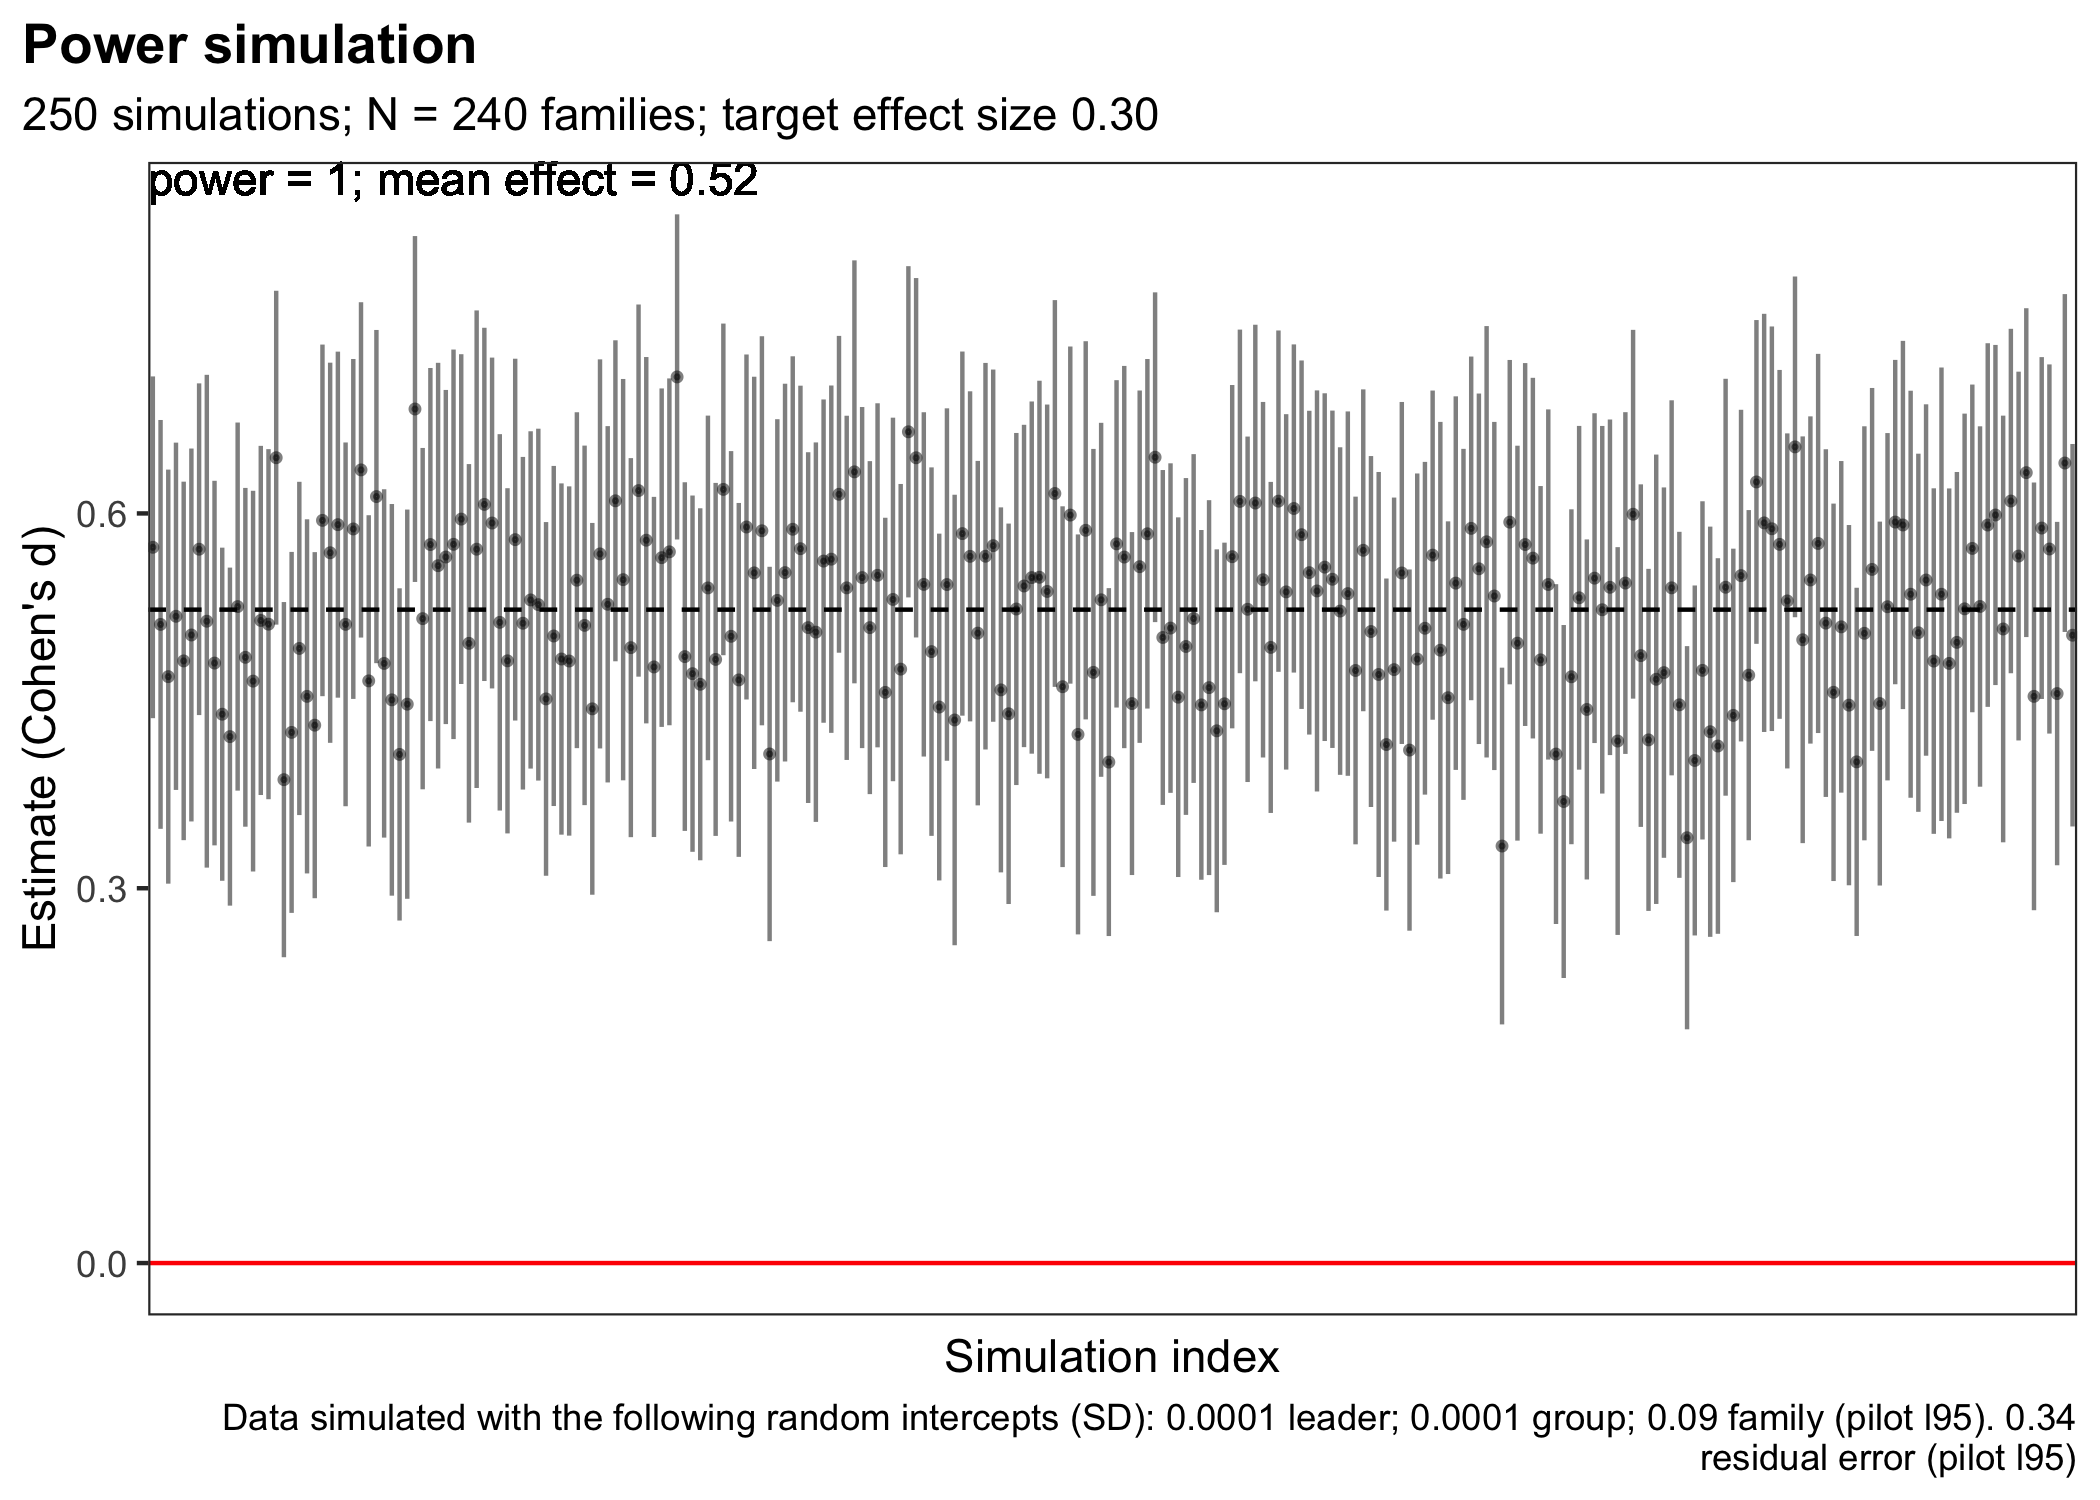 Power simulation
250 simulations; N = 240 families; target effect size 0.30
power = 1; mean effect = 0.52
Estimate (Cohen's d)
0.6
0.3
0.0
Simulation index
Data simulated with the following random intercepts (SD): 0.0001 leader; 0.0001 group; 0.09 family (pilot l95). 0.34
residual error (pilot l95)